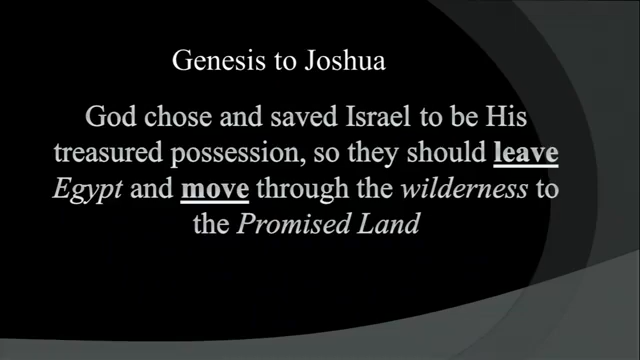 Genesis to Joshua
God chose and saved Israel to be His
treasured possession, so they should leave
Egypt and move through the wilderness to
the Promised Land